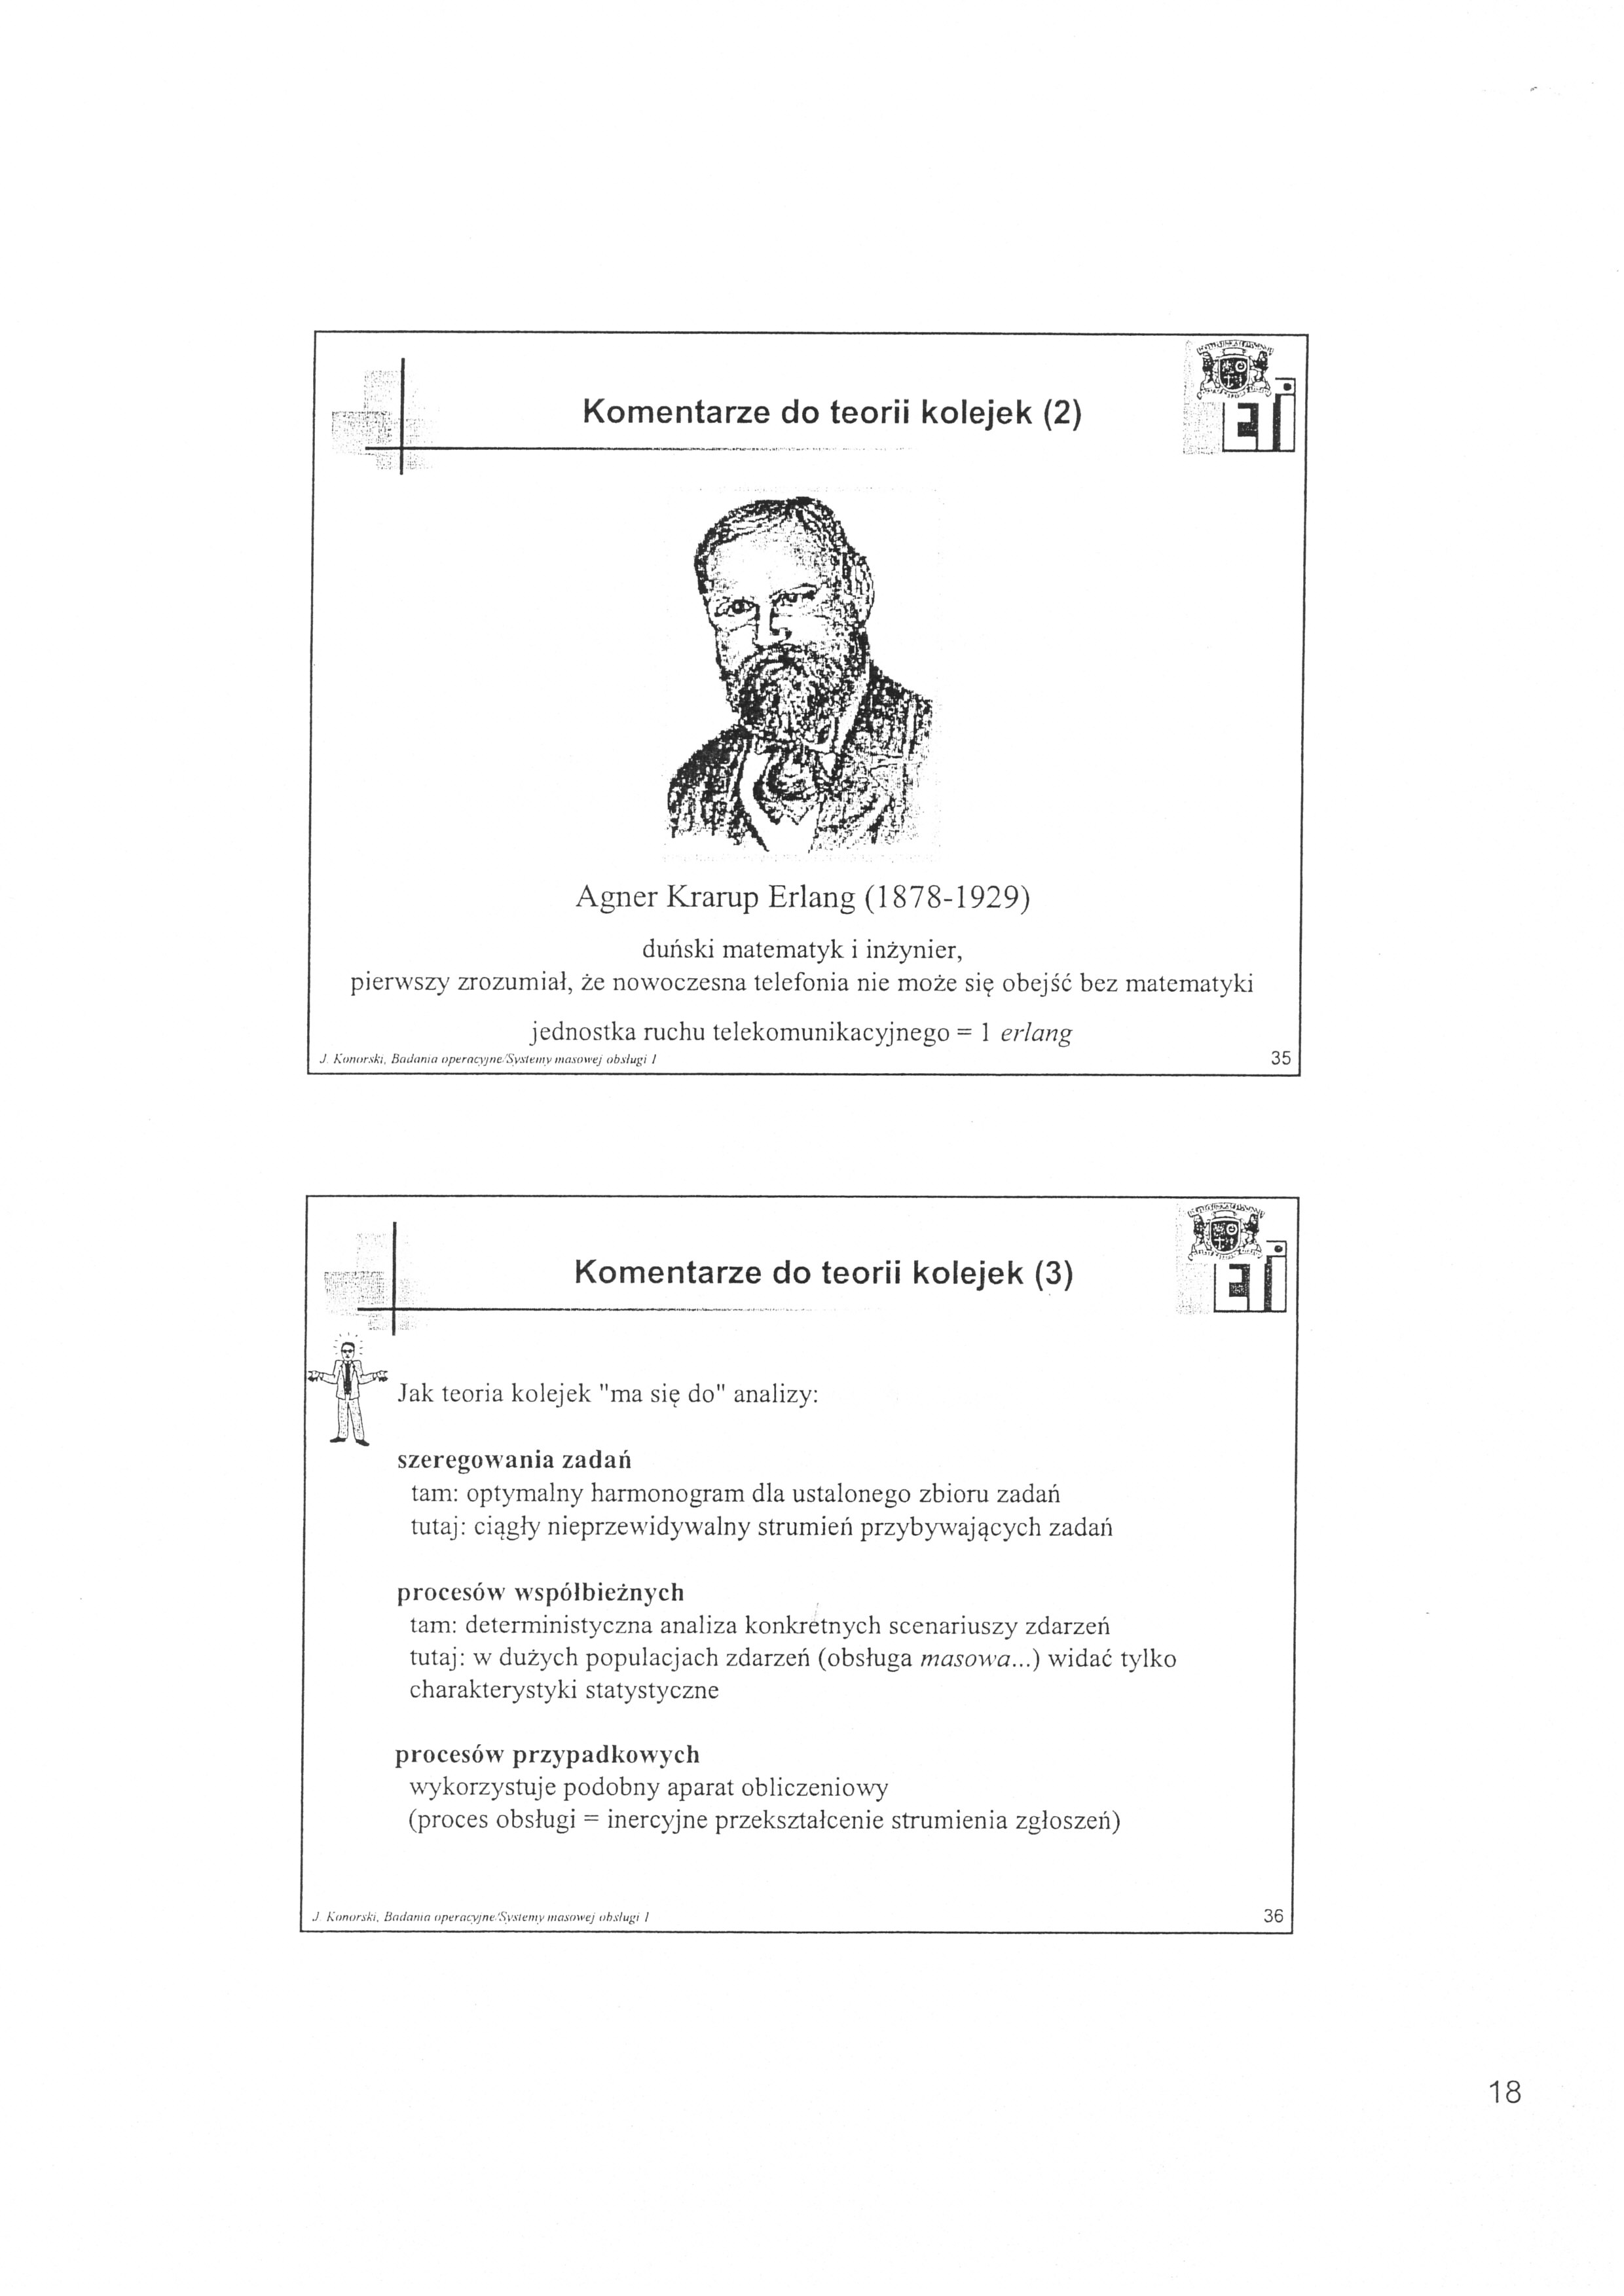 Komentarze do teorii kolejek (2)
ETI
Agner Krarup Erlang (1878-1929)
duński matematyk i inżynier,
pierwszy zrozumiał, że nowoczesna telefonia nie może się obejść bez matematyki
jednostka ruchu telekomunikacyjnego = 1 erlang
J. Konorski, Badania operacyjne/Systemy masowej obsługi 1
35
Komentarze do teorii kolejek (3)
ETI
Jak teoria kolejek "ma się do" analizy:
szeregowania zadań
tam: optymalny harmonogram dla ustalonego zbioru zadań
tutaj: ciągły nieprzewidywalny strumień przybywających zadań
procesów współbieżnych
tam: deterministyczna analiza konkretnych scenariuszy zdarzeń
tutaj: w dużych populacjach zdarzeń (obsługa masowa...) widać tylko
charakterystyki statystyczne
procesów przypadkowych
wykorzystuje podobny aparat obliczeniowy
(proces obsługi = inercyjne przekształcenie strumienia zgłoszeń)
J. Konorski, Badania operacyjne/Systemy masowej obsługi 1
36
18